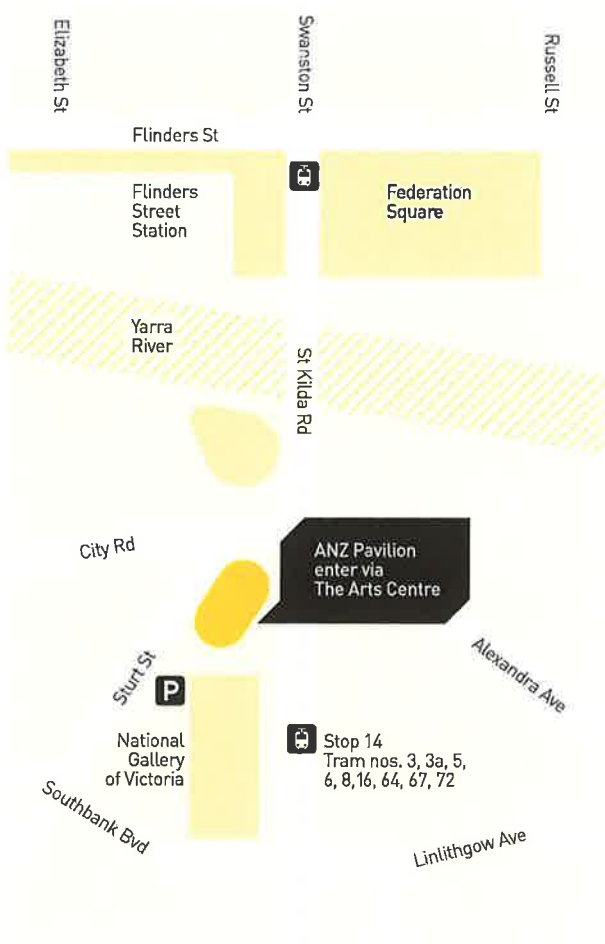 Elizabeth St
Swanston St
Russell St
Flinders St
Flinders
Street
Station
Federation
Square
Yarra
River
St Kilda Rd
City Rd
ANZ Pavilion
enter via
The Arts Centre
Sturt St
P
Alexandra Ave
National
Gallery
of Victoria
Stop 14
Tram nos. 3, 3a, 5,
6, 8,16, 64, 67, 72
Southbank Bvd
Linlithgow Ave